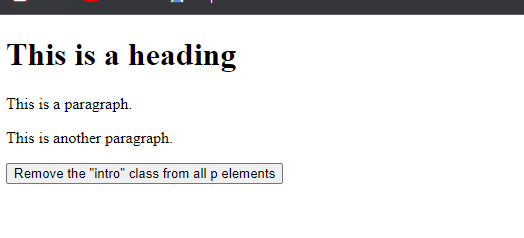 This is a heading
This is a paragraph.
This is another paragraph.
Remove the "intro" class from all p elements